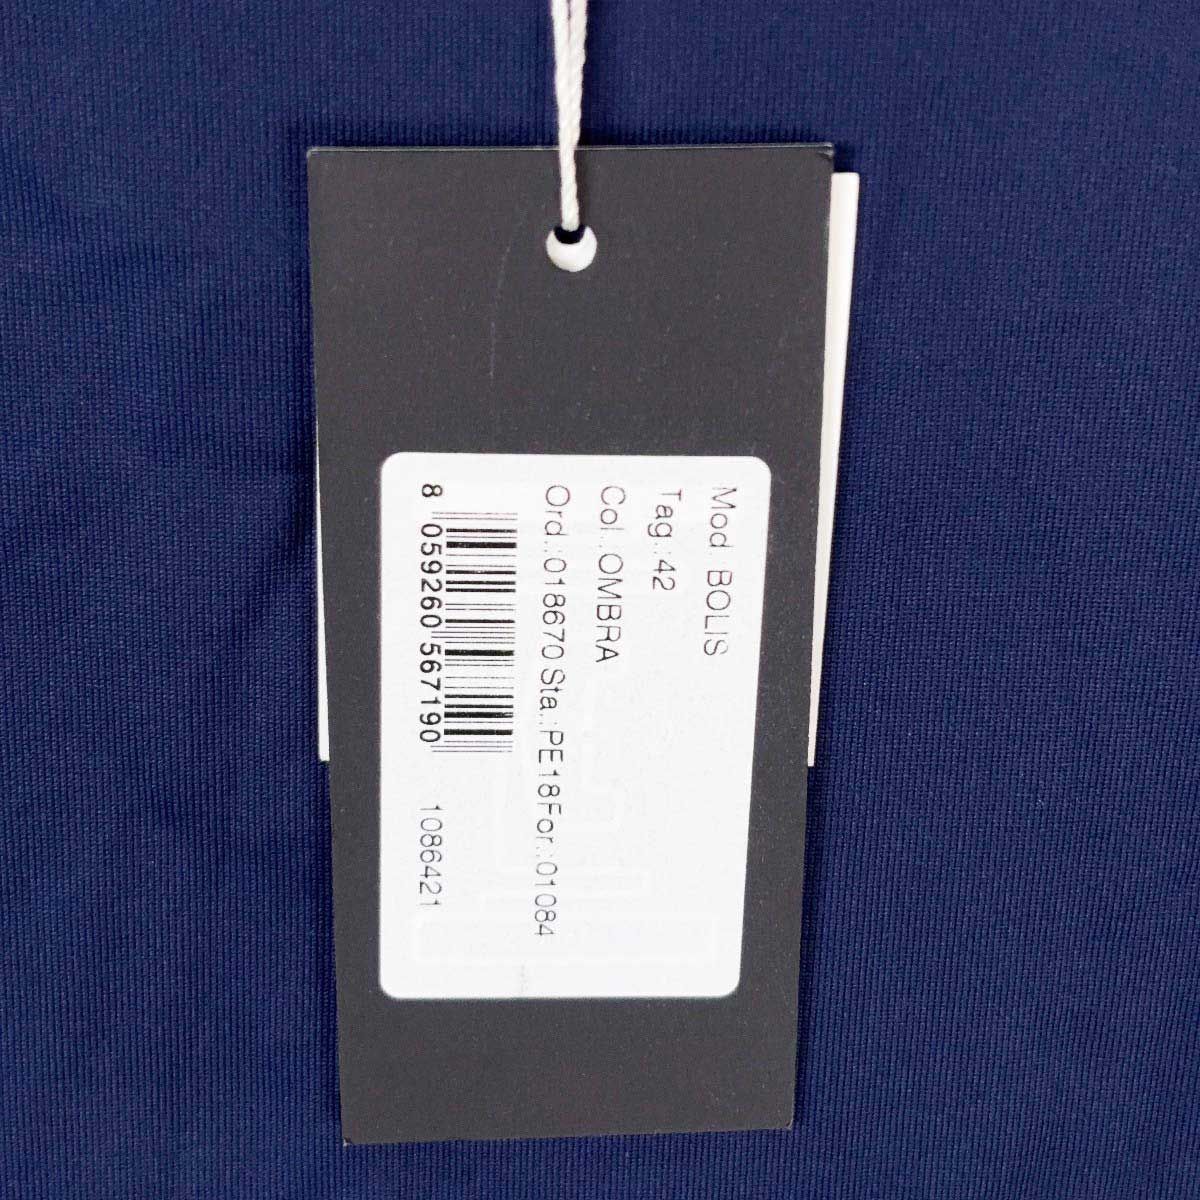 Mod BOLIS
Tag.:42
Col.:OMBRA
Ord.:018670 Sta.:PE18For.:01084
8 059260 567190
1086421